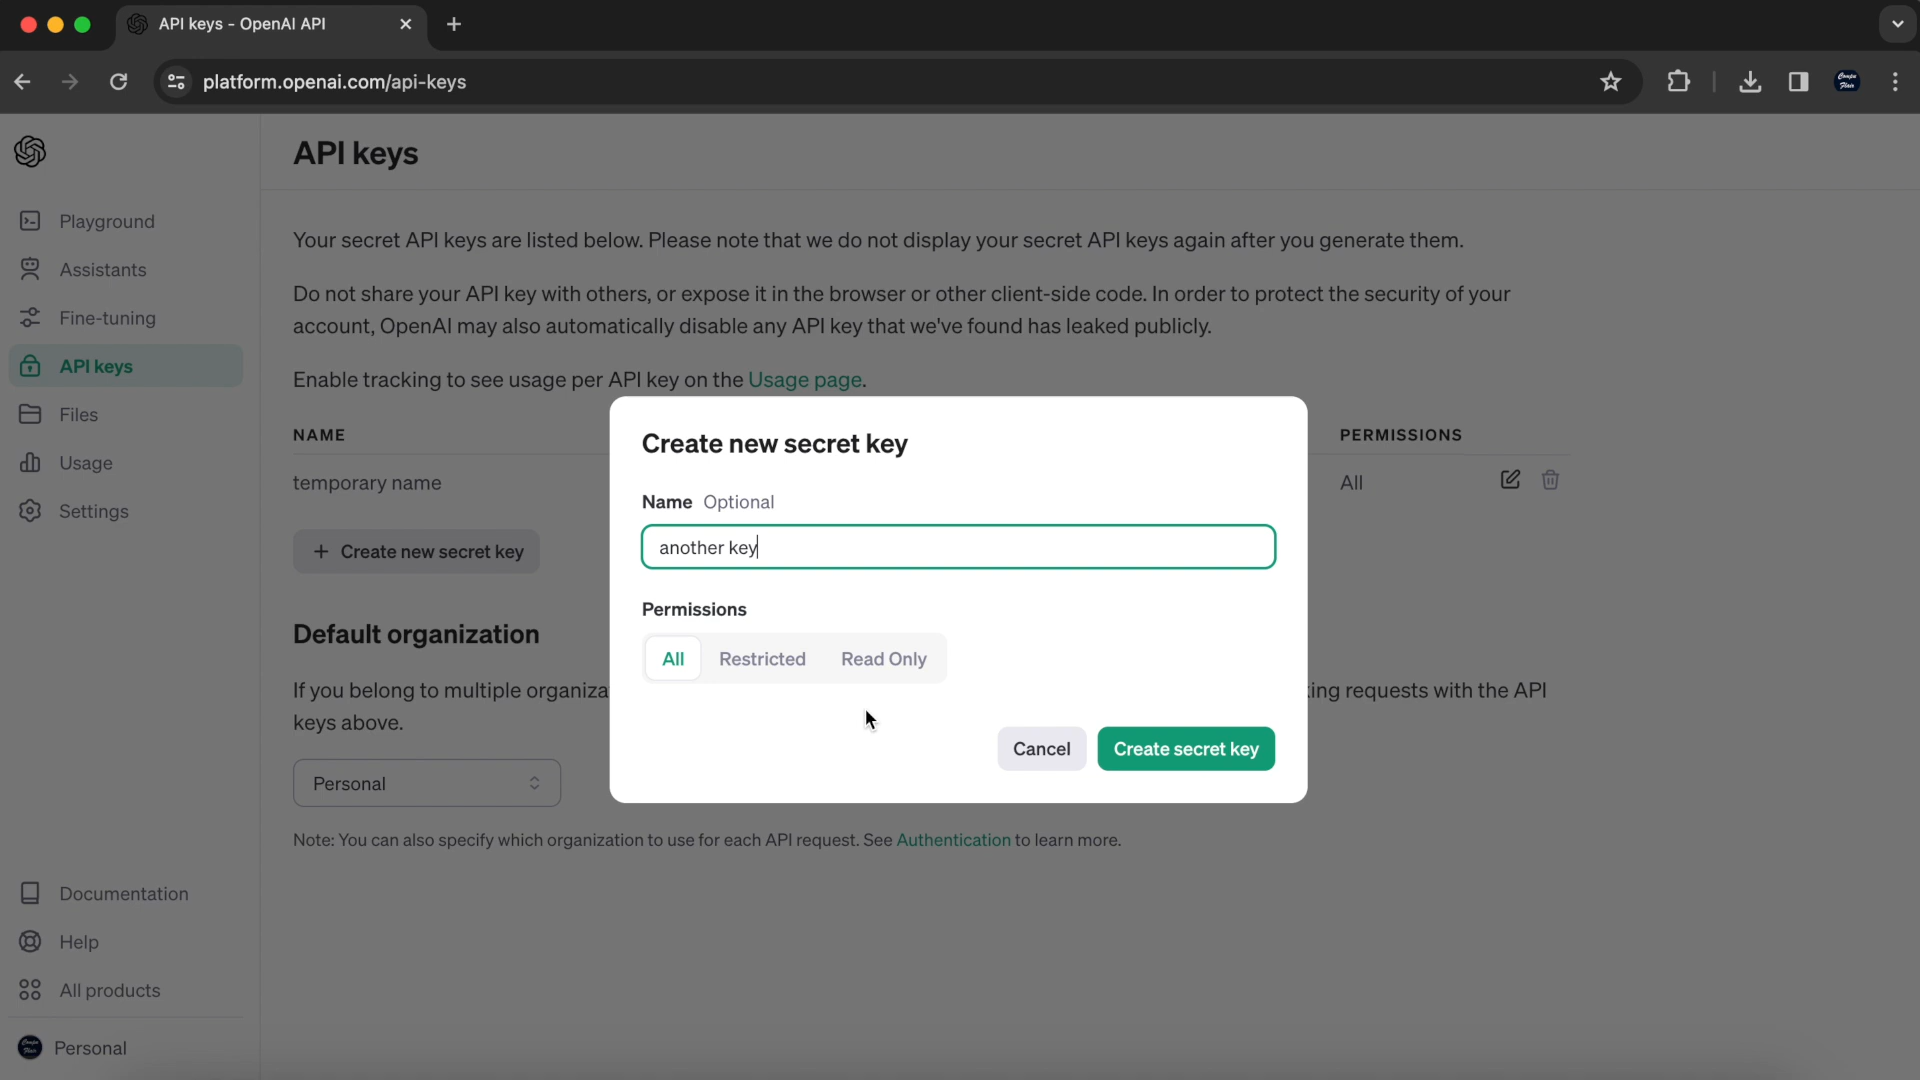 API keys - OpenAI API
platform.openai.com/api-keys
API keys
Playground
Assistants
Fine-tuning
API keys
Files
Usage
Settings
Your secret API keys are listed below. Please note that we do not display your secret API keys again after you generate them.
Do not share your API key with others, or expose it in the browser or other client-side code. In order to protect the security of your
account, OpenAI may also automatically disable any API key that we've found has leaked publicly.
Enable tracking to see usage per API key on the Usage page.
NAME
PERMISSIONS
temporary name
All
+ Create new secret key
Default organization
If you belong to multiple organiza
king requests with the API
keys above.
Personal
Note: You can also specify which organization to use for each API request. See Authentication to learn more.
Create new secret key
Name Optional
another key
Permissions
All Restricted Read Only
Cancel Create secret key
Documentation
Help
All products
Personal